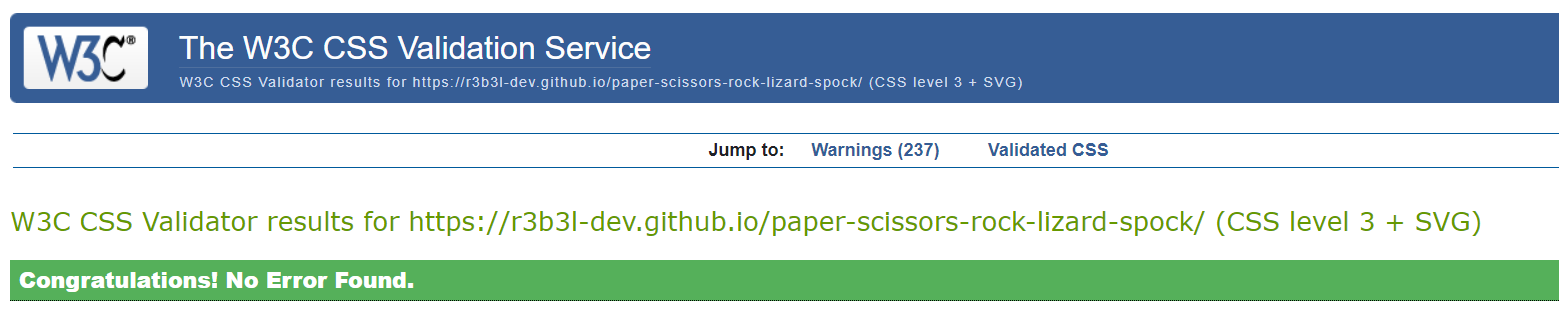 W3C®
The W3C CSS Validation Service
W3C CSS Validator results for https://r3b3l-dev.github.io/paper-scissors-rock-lizard-spock/ (CSS level 3 + SVG)
Jump to: Warnings (237) Validated CSS
W3C CSS Validator results for https://r3b3l-dev.github.io/paper-scissors-rock-lizard-spock/ (CSS level 3 + SVG)
Congratulations! No Error Found.